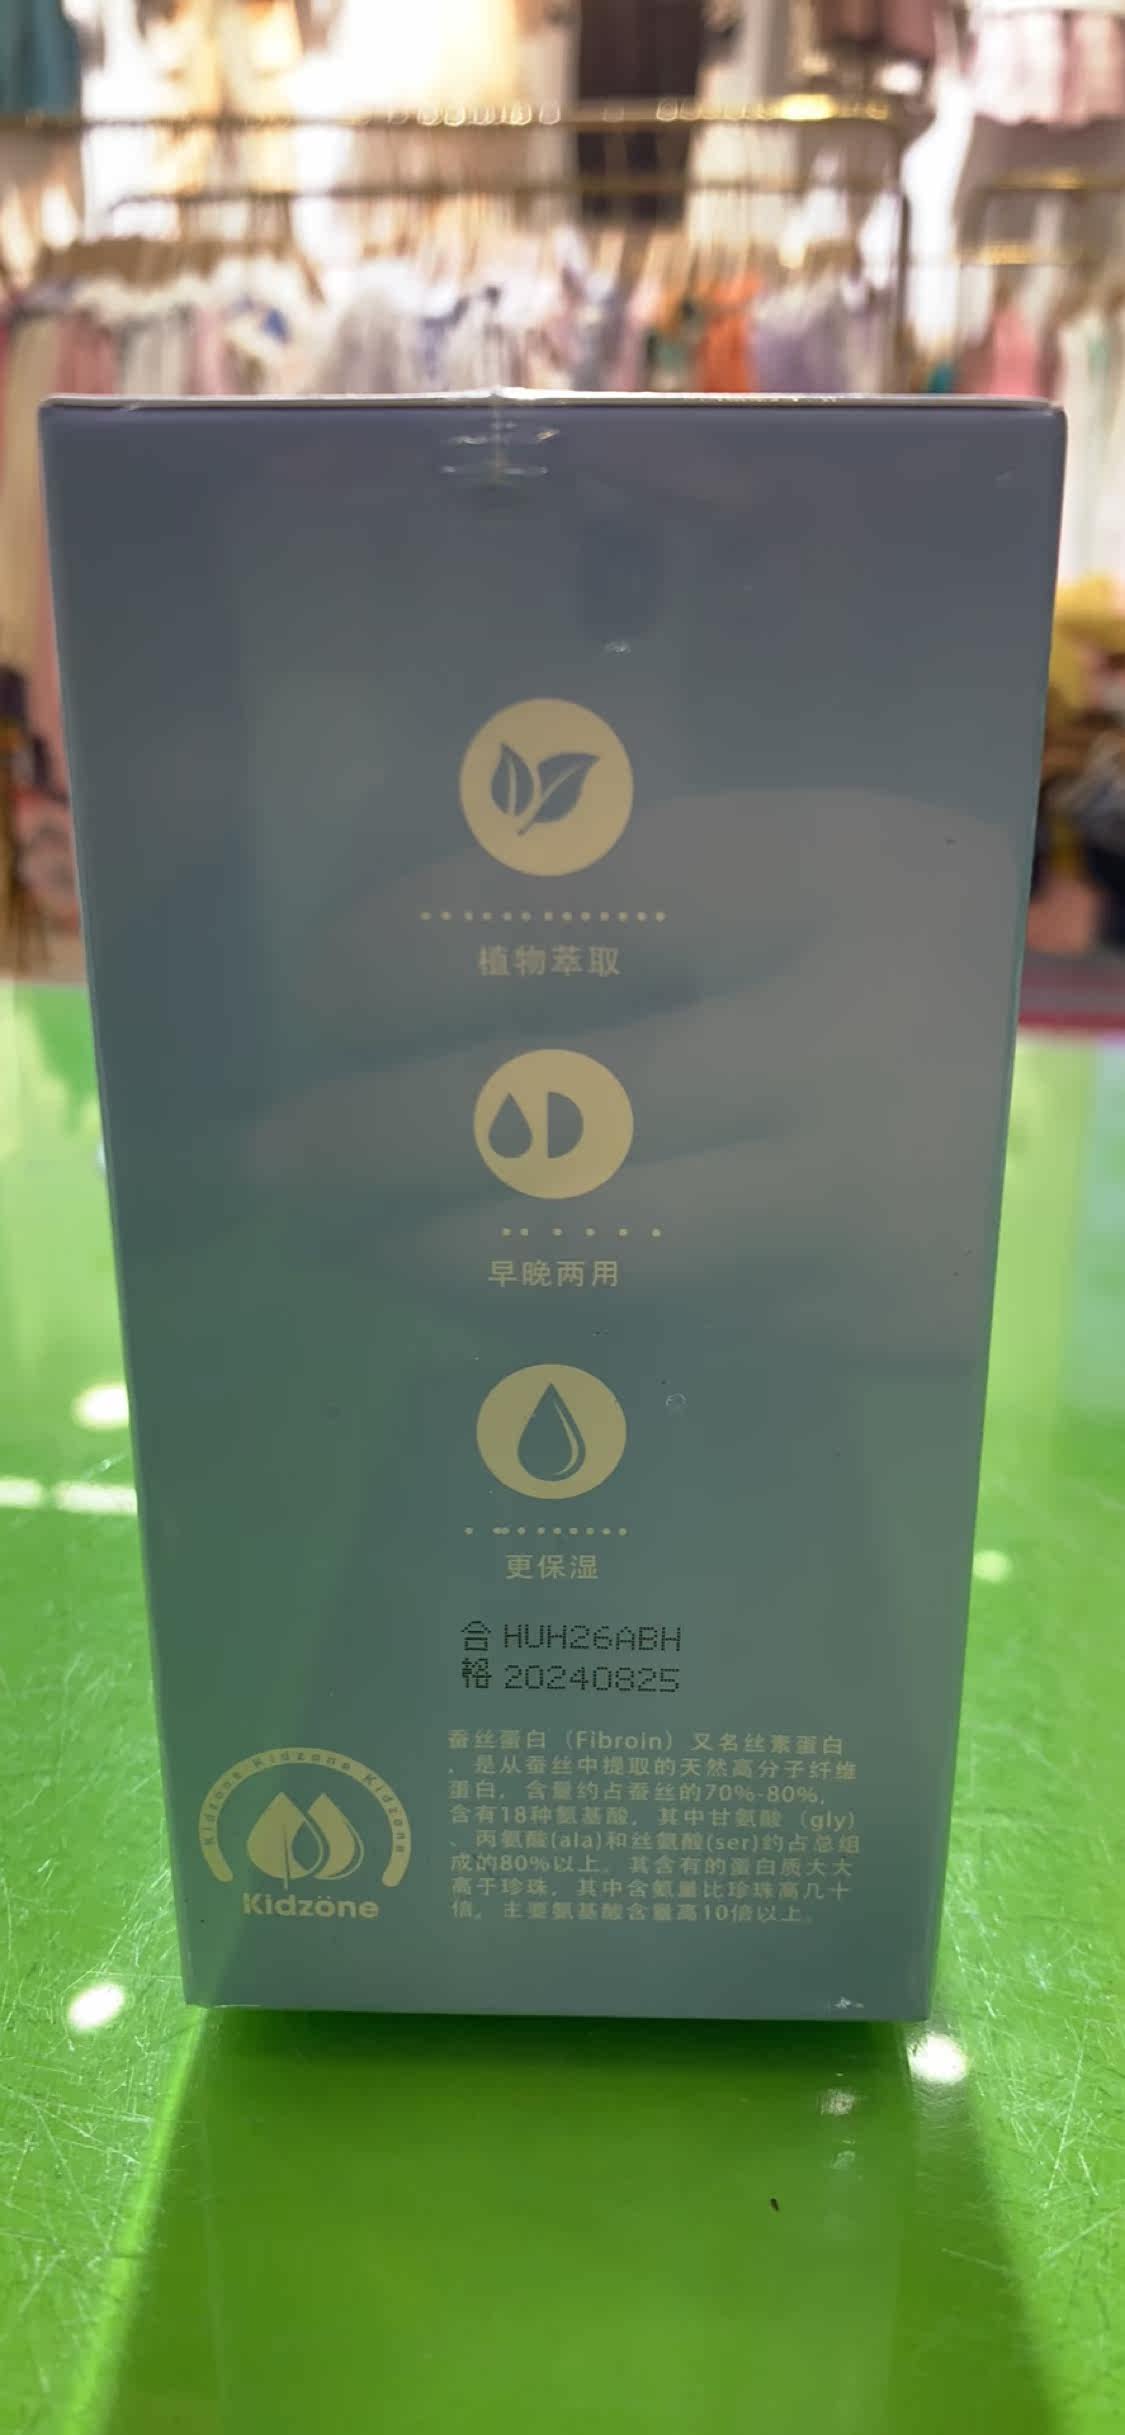 植物萃取
早晚两用
更保湿
合 HUH26ABH
格 20240825
蚕丝蛋白（Fibroin）又名丝素蛋白
，是从蚕丝中提取的天然高分子纤维
蛋白，含量约占蚕丝的70%-80%，
含有18种氨基酸，其中甘氨酸（gly）
、丙氨酸(ala)和丝氨酸(ser)约占总组
成的80%以上。其含有的蛋白质大大
高于珍珠，其中含氨量比珍珠高几十
倍，主要氨基酸含量高10倍以上。
Kidzone Kidzone Kidzone
Kidzöne